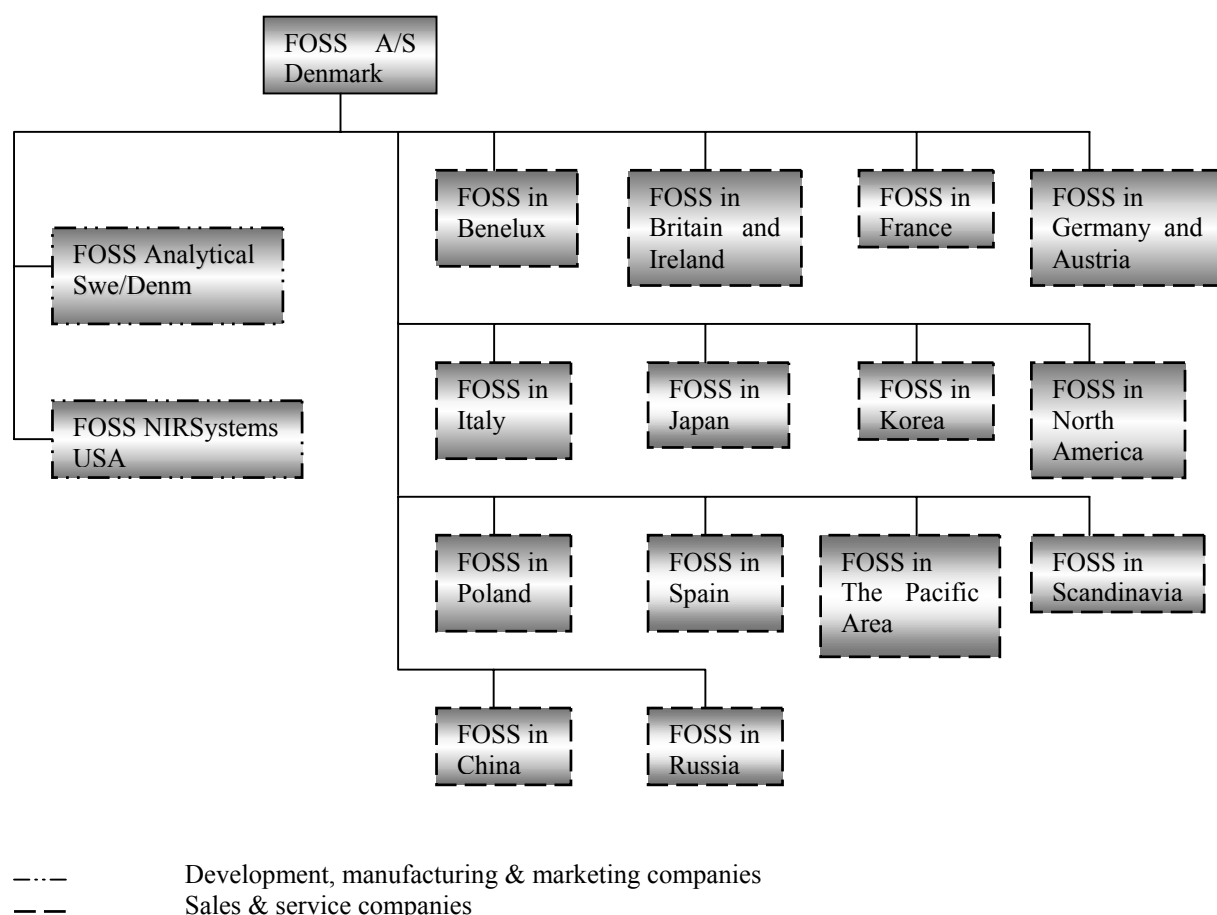 FOSS A/S
Denmark
FOSS in
Benelux
FOSS in
Britain and
Ireland
FOSS in
France
FOSS in
Germany and
Austria
FOSS Analytical
Swe/Denm
FOSS in
Italy
FOSS in
Japan
FOSS in
Korea
FOSS in
North
America
FOSS NIRSystems
USA
FOSS in
Poland
FOSS in
Spain
FOSS in
The Pacific
Area
FOSS in
Scandinavia
FOSS in
China
FOSS in
Russia
Development, manufacturing & marketing companies
Sales & service companies